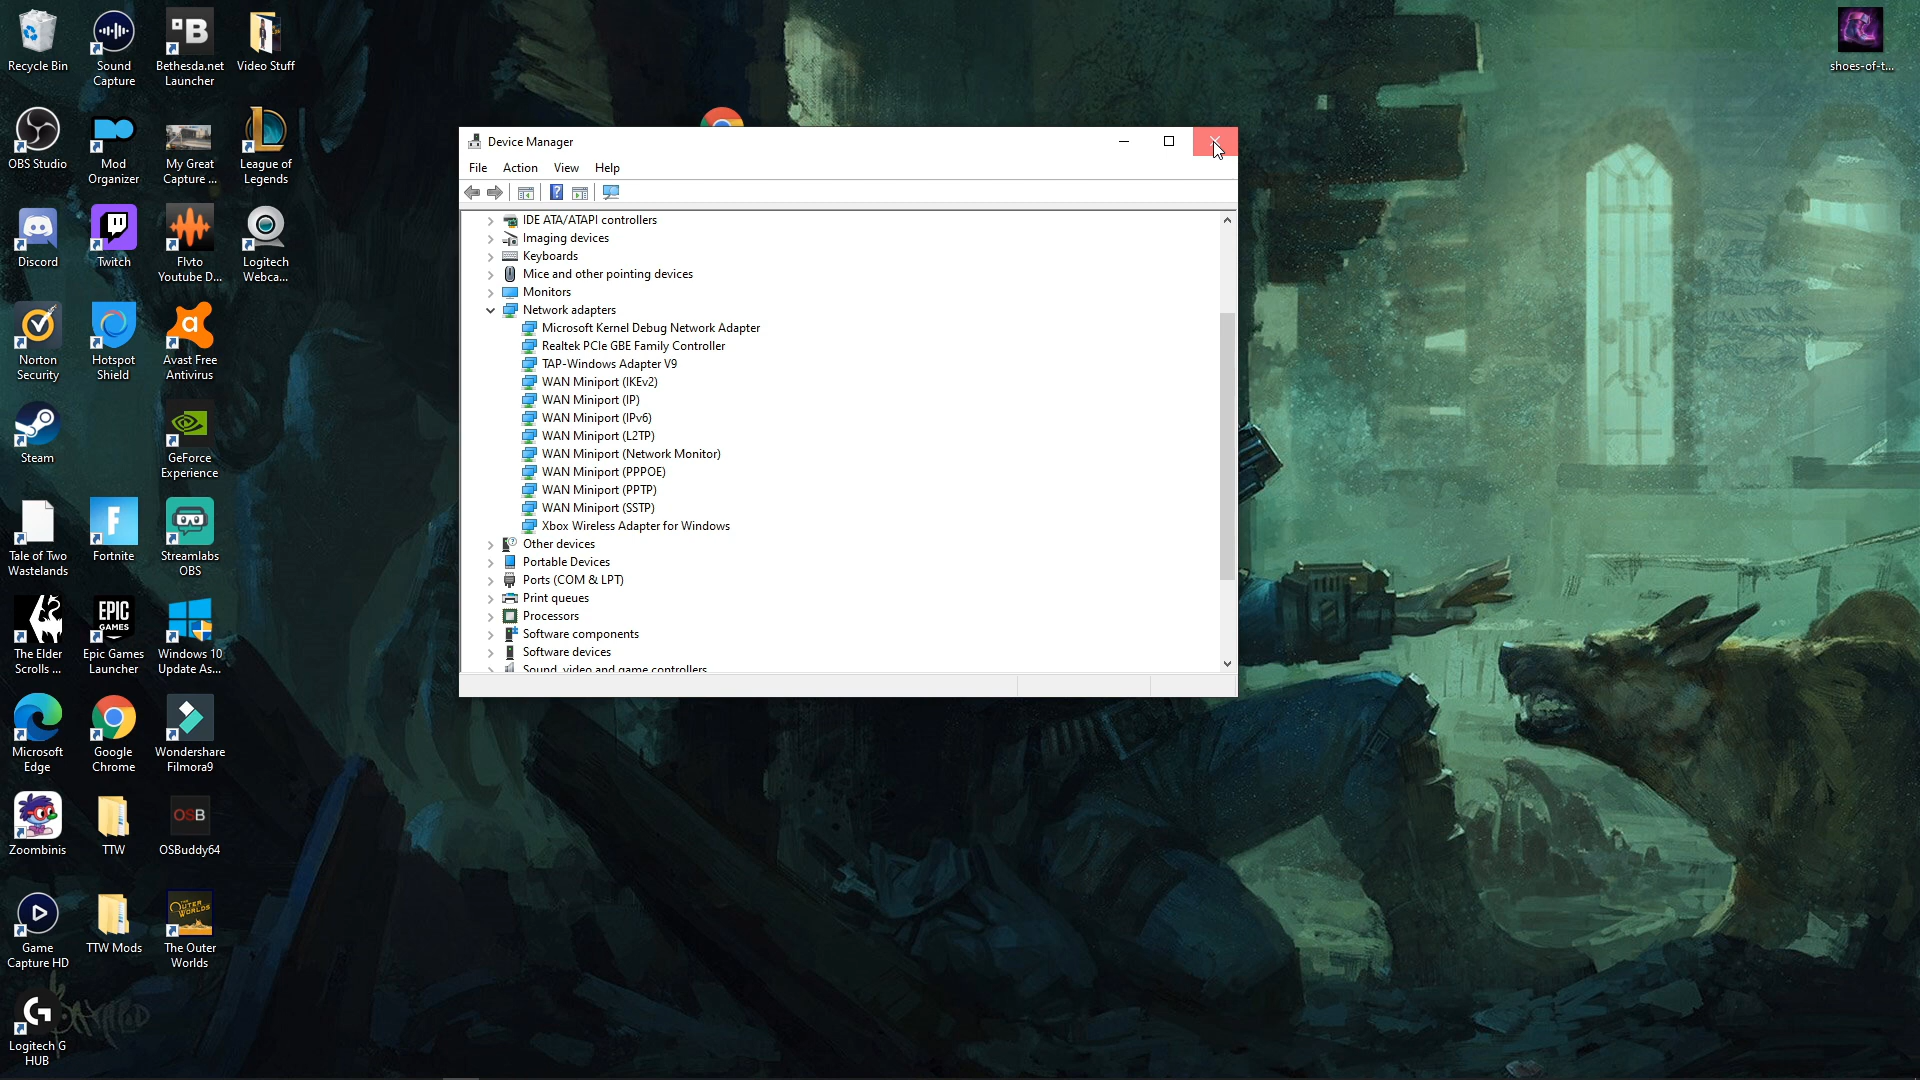 Recycle Bin
Sound
Capture
Bethesda.net
Launcher
Video Stuff
OBS Studio
Mod
Organizer
My Great
Capture ...
League of
Legends
Discord
Twitch
Flvto
Youtube D...
Logitech
Webca...
Norton
Security
Hotspot
Shield
Avast Free
Antivirus
Steam
GeForce
Experience
Tale of Two
Wastelands
Fortnite
Streamlabs
OBS
The Elder
Scrolls ...
EPIC
GAMES
Epic Games
Launcher
Windows 10
Update As...
Microsoft
Edge
Google
Chrome
Wondershare
Filmora9
Zoombinis
TTW
OSB
OSBuddy64
Game
Capture HD
TTW Mods
THE
OUTER
WORLDS
The Outer
Worlds
Logitech G
HUB
Device Manager
File Action View Help
IDE ATA/ATAPI controllers
Imaging devices
Keyboards
Mice and other pointing devices
Monitors
Network adapters
Microsoft Kernel Debug Network Adapter
Realtek PCIe GBE Family Controller
TAP-Windows Adapter V9
WAN Miniport (IKEv2)
WAN Miniport (IP)
WAN Miniport (IPv6)
WAN Miniport (L2TP)
WAN Miniport (Network Monitor)
WAN Miniport (PPPOE)
WAN Miniport (PPTP)
WAN Miniport (SSTP)
Xbox Wireless Adapter for Windows
Other devices
Portable Devices
Ports (COM & LPT)
Print queues
Processors
Software components
Software devices
Sound, video and game controllers
shoes-of-t...